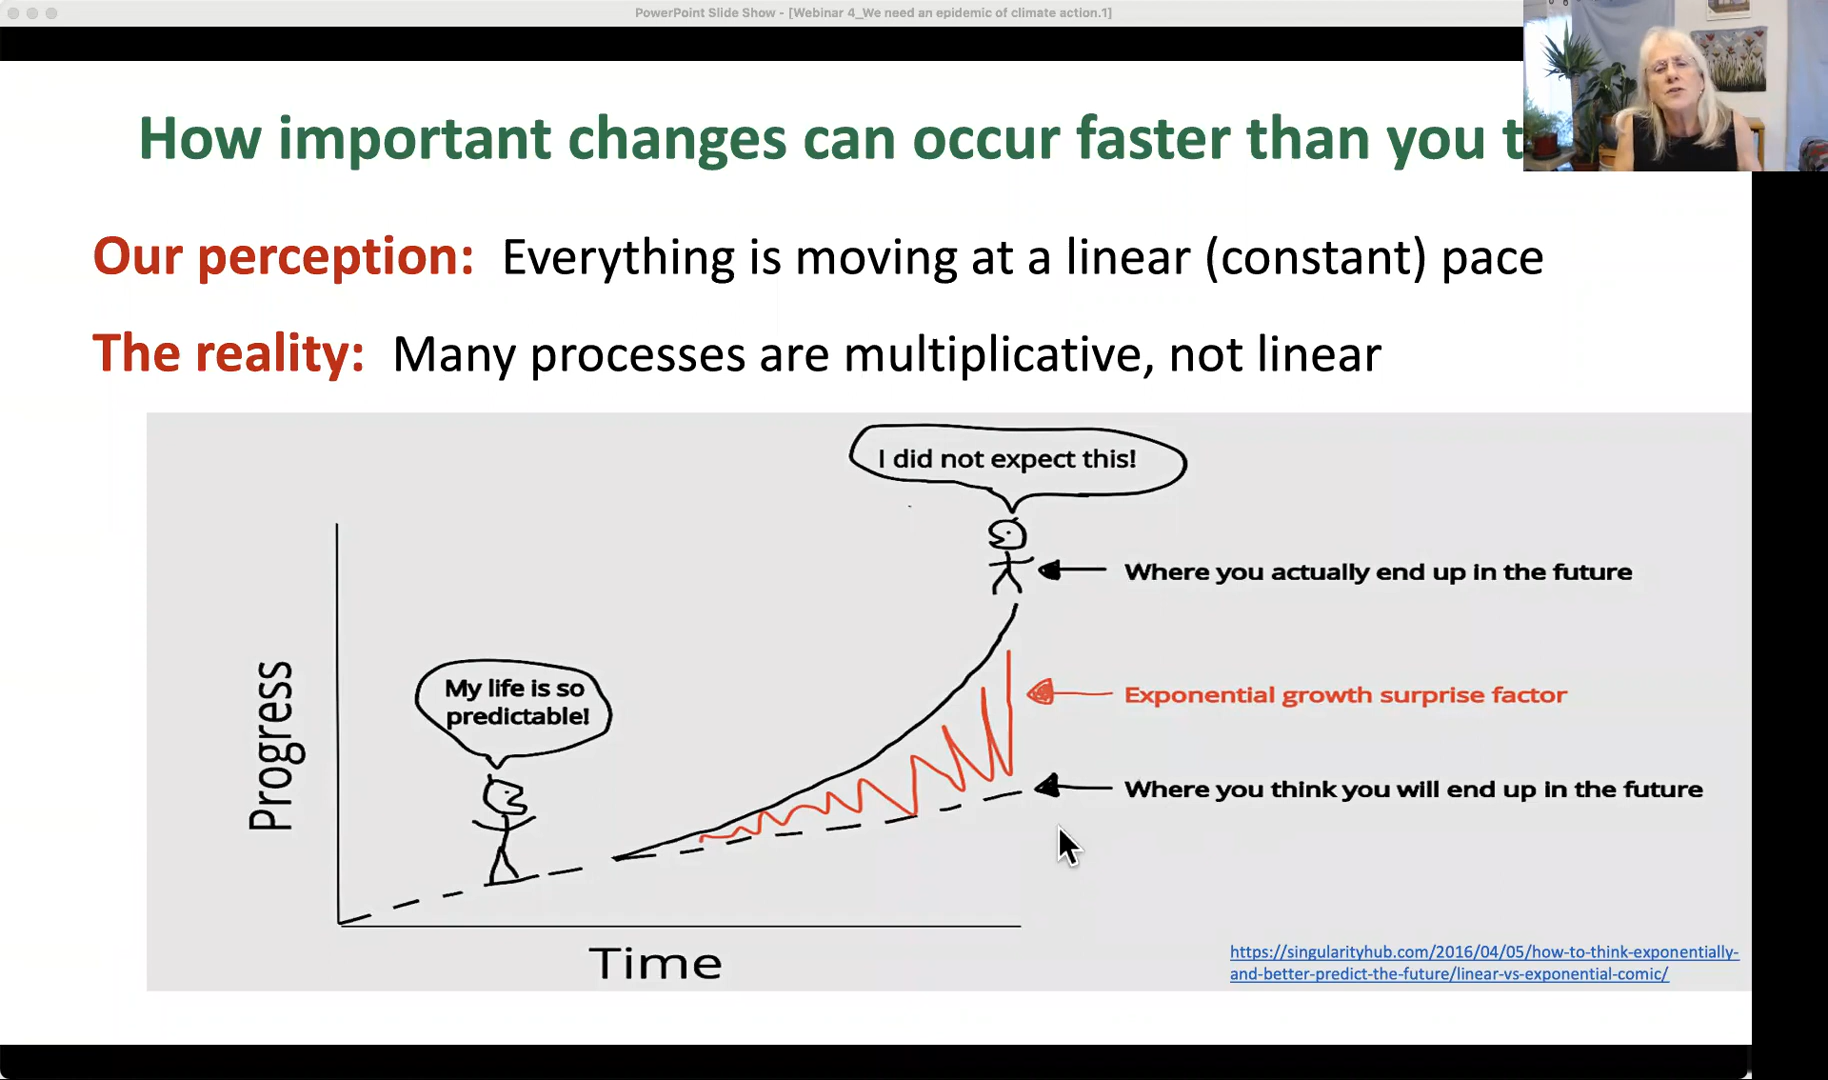 PowerPoint Slide Show - [Webinar 4_We need an epidemic of climate action.1]
How important changes can occur faster than you t
Our perception: Everything is moving at a linear (constant) pace
The reality: Many processes are multiplicative, not linear
I did not expect this!
Where you actually end up in the future
My life is so
predictable!
Exponential growth surprise factor
Where you think you will end up in the future
Progress
Time
https://singularityhub.com/2016/04/05/how-to-think-exponentially-
and-better-predict-the-future/linear-vs-exponential-comic/